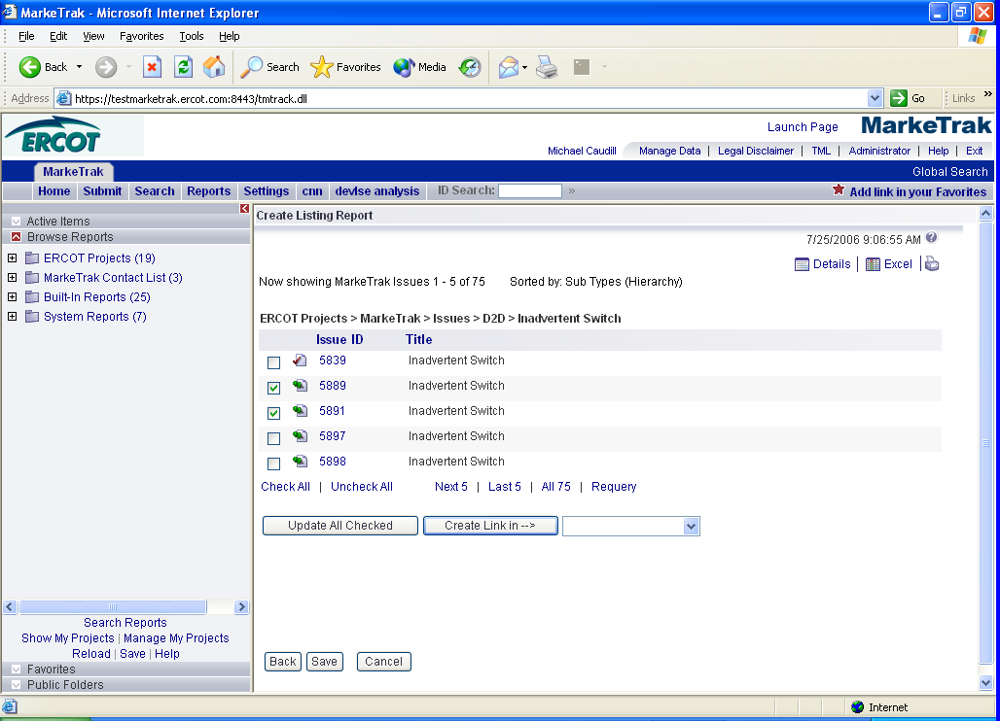 MarkeTrak - Microsoft Internet Explorer
File Edit View Favorites Tools Help
Back Search Favorites Media
Address https://testmarketrak.ercot.com:8443/tmtrack.dll Go Links »
ERCOT
Launch Page MarkeTrak
Michael Caudill Manage Data | Legal Disclaimer | TML | Administrator | Help | Exit
MarkeTrak Global Search
Home Submit Search Reports Settings cnn devlse analysis ID Search: » Add link in your Favorites
Active Items
Browse Reports
ERCOT Projects (19)
MarkeTrak Contact List (3)
Built-In Reports (25)
System Reports (7)
Search Reports
Show My Projects | Manage My Projects
Reload | Save | Help
Favorites
Public Folders
Create Listing Report
7/25/2006 9:06:55 AM ?
Details | Excel |
Now showing MarkeTrak Issues 1 - 5 of 75 Sorted by: Sub Types (Hierarchy)
ERCOT Projects > MarkeTrak > Issues > D2D > Inadvertent Switch
Issue ID Title
5839 Inadvertent Switch
5889 Inadvertent Switch
5891 Inadvertent Switch
5897 Inadvertent Switch
5898 Inadvertent Switch
Check All | Uncheck All Next 5 | Last 5 | All 75 | Requery
Update All Checked Create Link in -->
Back Save Cancel
Internet